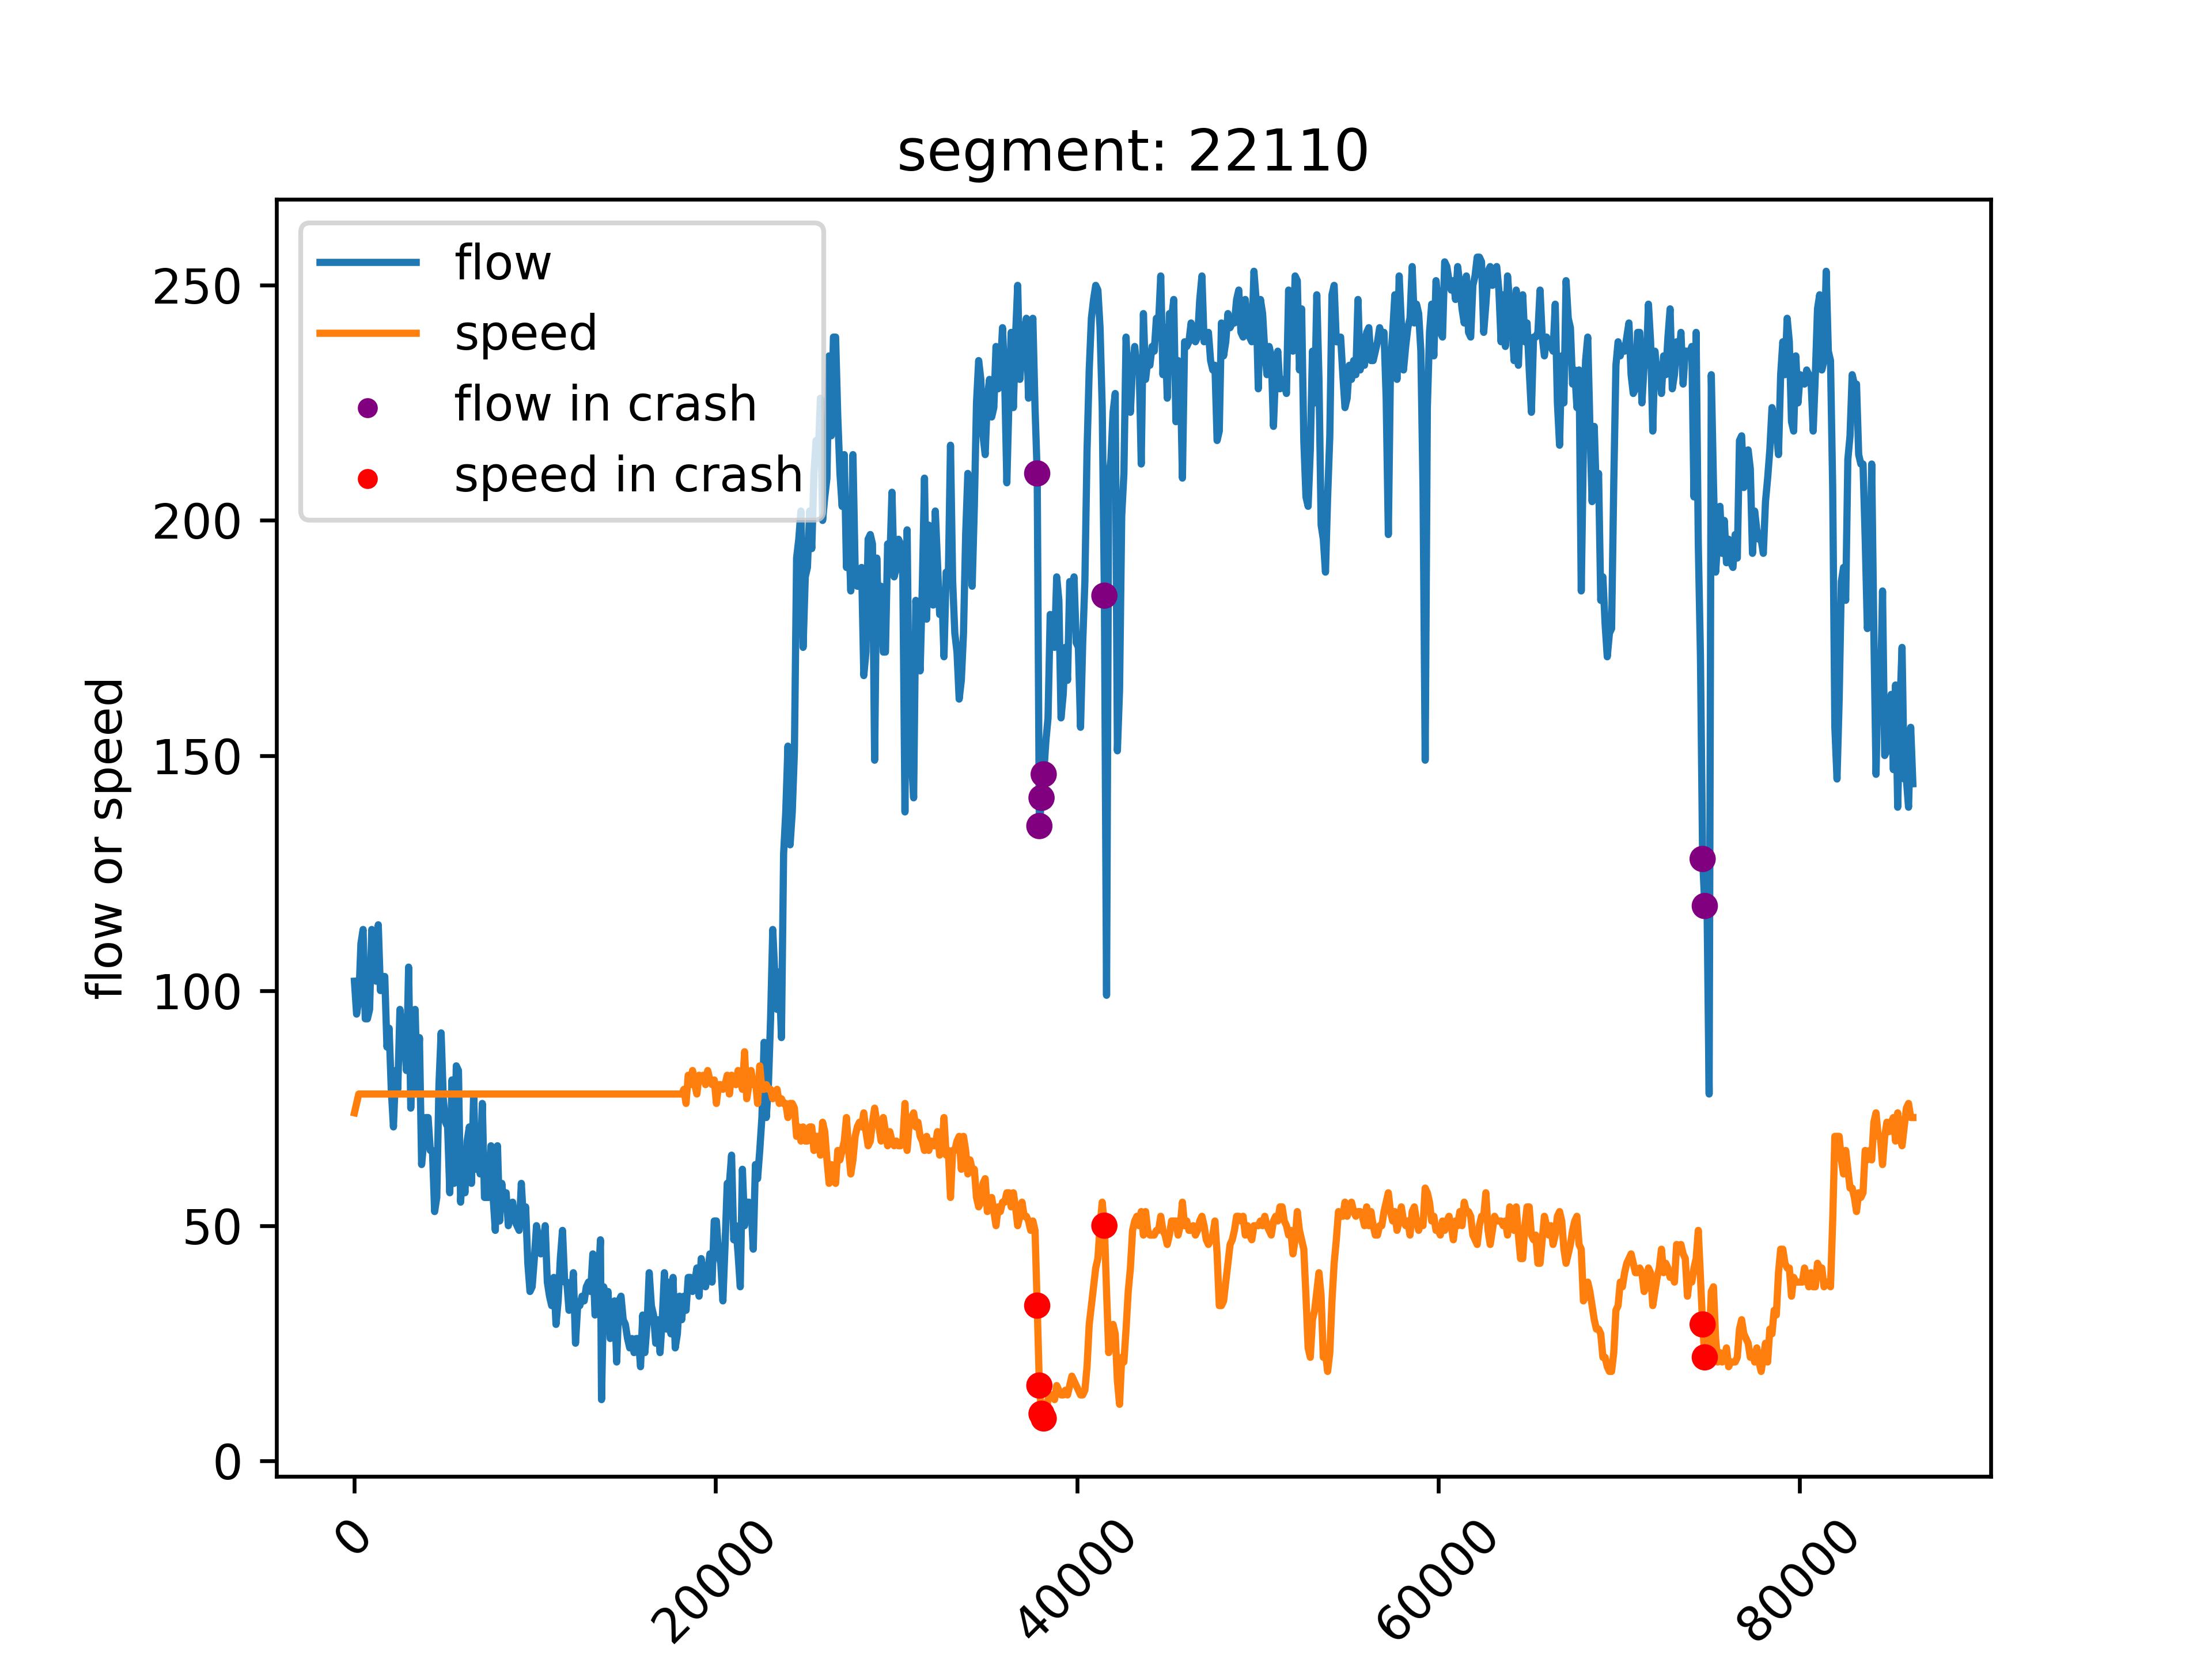 segment: 22110
flow
speed
flow in crash
speed in crash
flow or speed
250
200
150
100
50
0
0
20000
40000
60000
80000